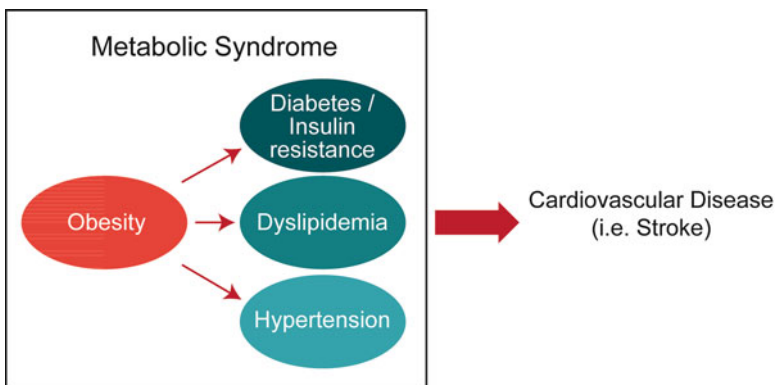 Metabolic Syndrome
Diabetes /
Insulin
resistance
Obesity
Dyslipidemia
Hypertension
Cardiovascular Disease
(i.e. Stroke)